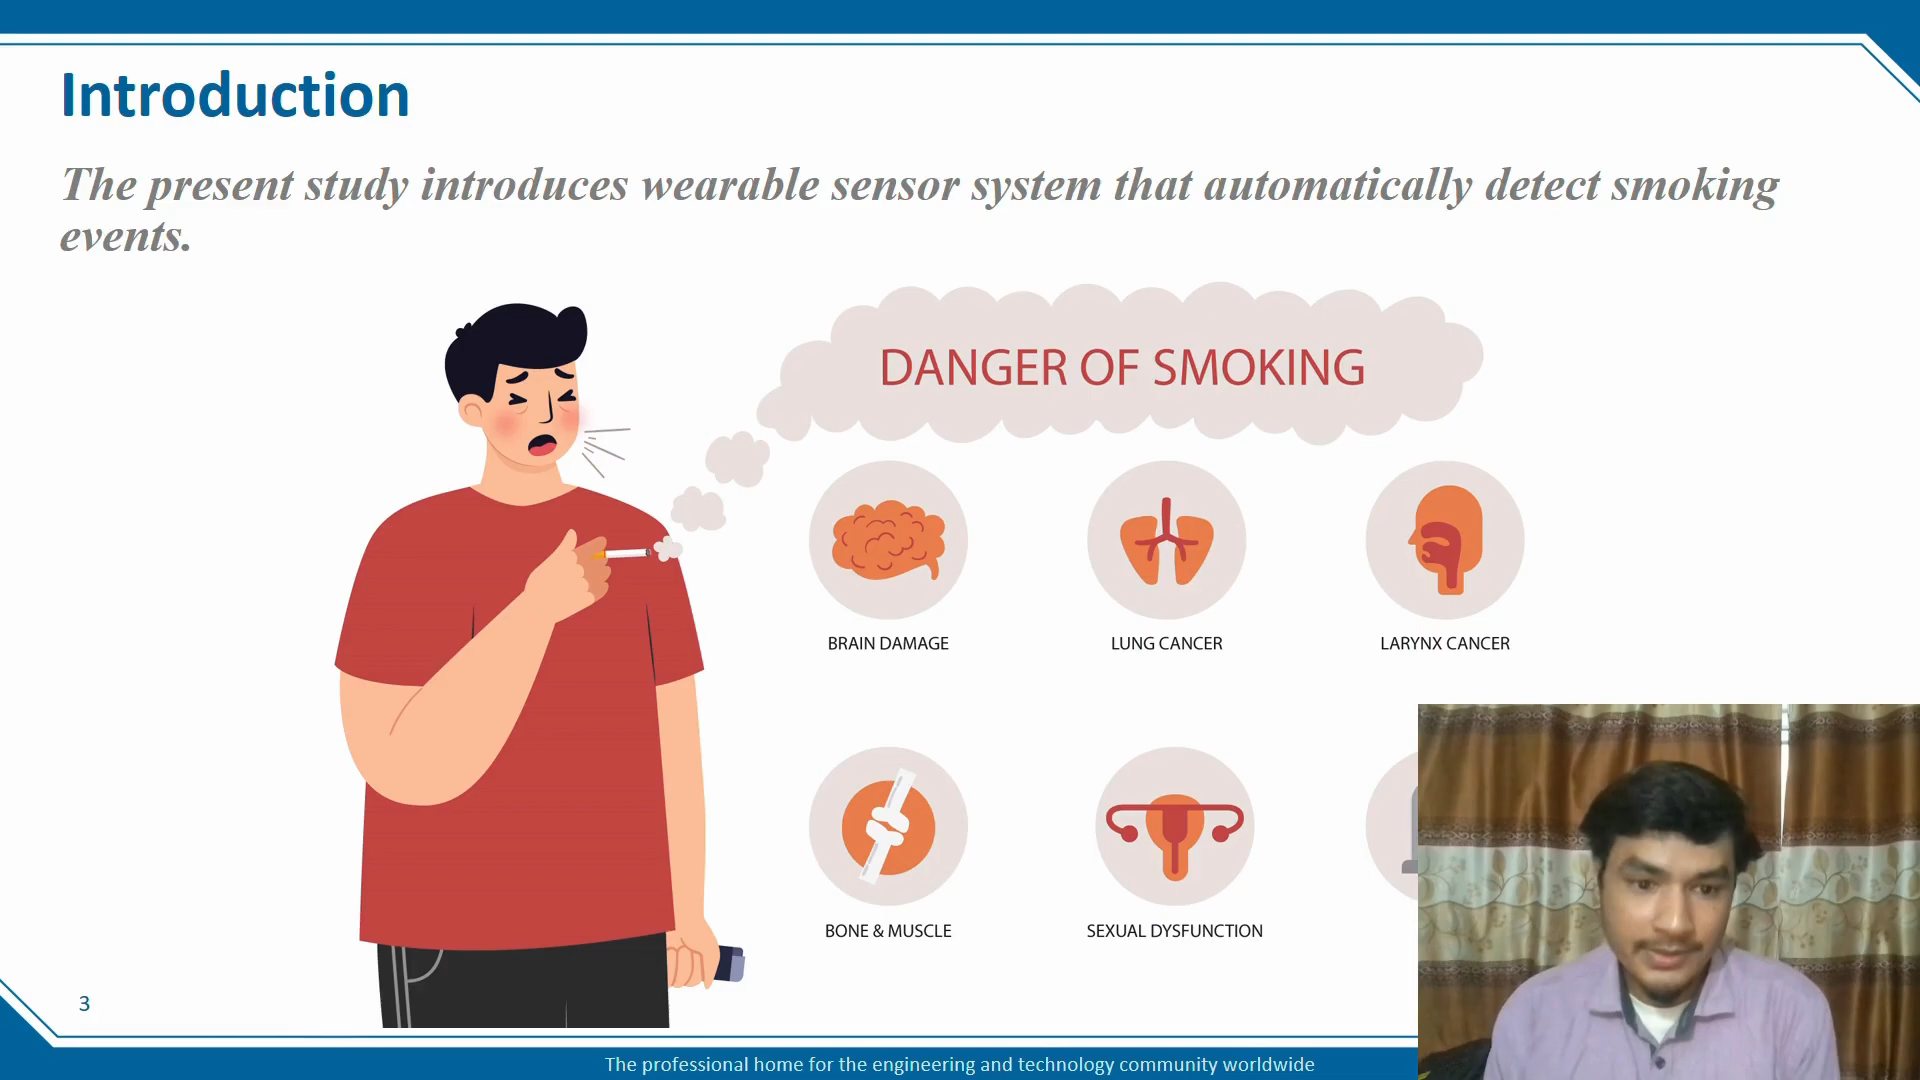 Introduction
The present study introduces wearable sensor system that automatically detect smoking
events.
DANGER OF SMOKING
BRAIN DAMAGE
LUNG CANCER
LARYNX CANCER
BONE & MUSCLE
SEXUAL DYSFUNCTION
3
The professional home for the engineering and technology community worldwide